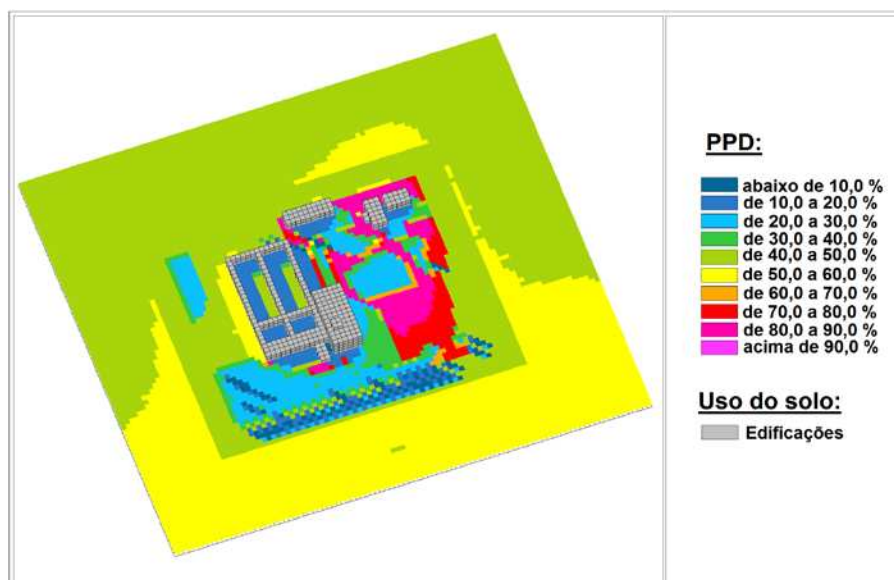 PPD:
abaixo de 10,0 %
de 10,0 a 20,0 %
de 20,0 a 30,0 %
de 30,0 a 40,0 %
de 40,0 a 50,0 %
de 50,0 a 60,0 %
de 60,0 a 70,0 %
de 70,0 a 80,0 %
de 80,0 a 90,0 %
acima de 90,0 %
Uso do solo:
Edificações